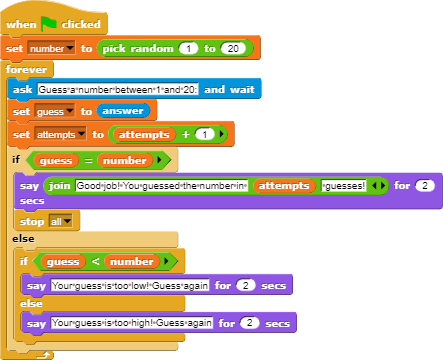 when clicked
set number to pick random 1 to 20
forever
ask Guess a number between 1 and 20: and wait
set guess to answer
set attempts to attempts + 1
if guess = number
say join Good job! You guessed the number in attempts guesses! for 2
secs
stop all
else
if guess < number
say Your guess is too low! Guess again for 2 secs
else
say Your guess is too high! Guess again for 2 secs